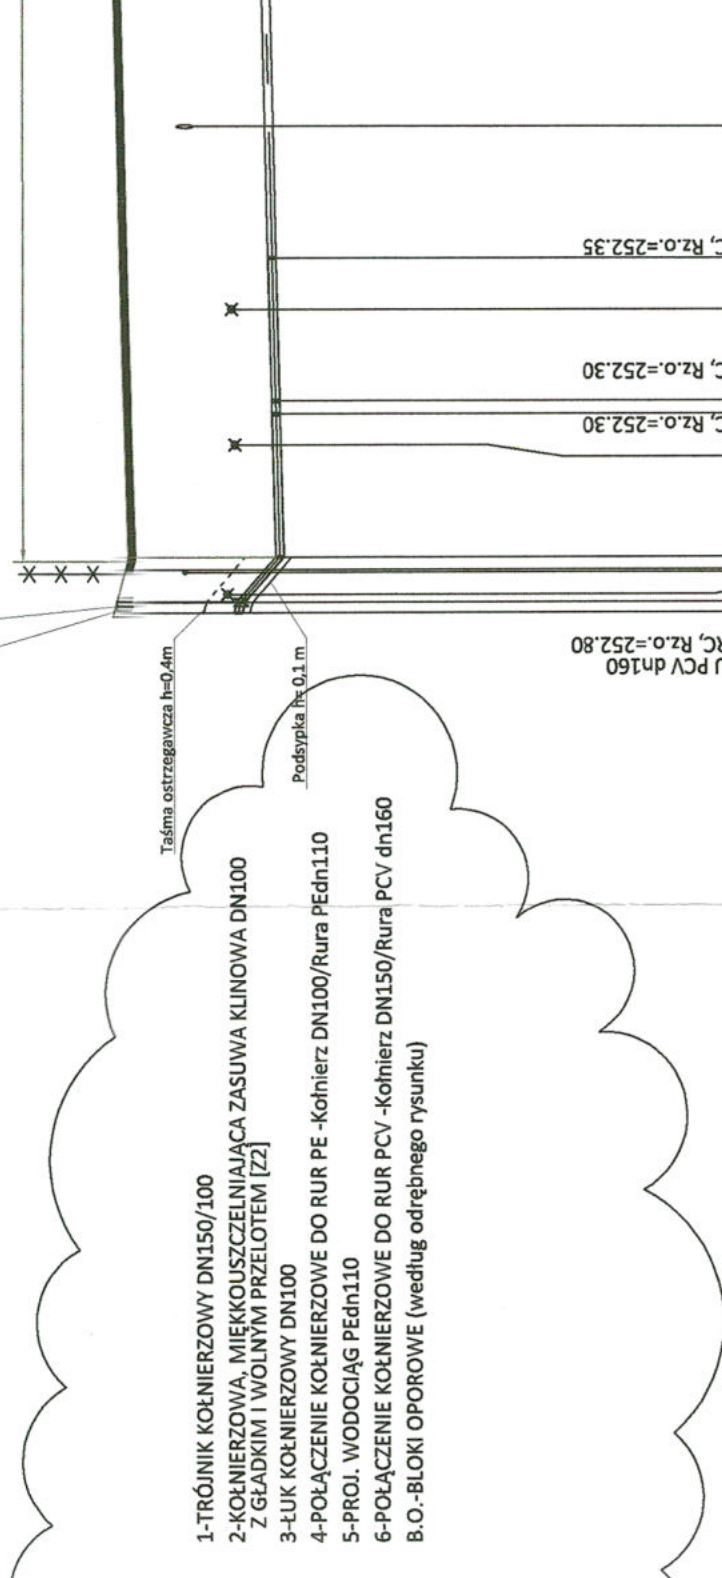 Taśma ostrzegawcza h=0,4m
Podsypka h= 0,1 m
1-TRÓJNIK KOŁNIERZOWY DN150/100
2-KOŁNIERZOWA, MIĘKKOUSZCZELNIAJĄCA ZASUWA KLINOWA DN100
Z GŁADKIM I WOLNYM PRZELOTEM [Z2]
3-ŁUK KOŁNIERZOWY DN100
4-POŁĄCZENIE KOŁNIERZOWE DO RUR PE -Kołnierz DN100/Rura PEdn110
5-PROJ. WODOCIĄG PEdn110
6-POŁĄCZENIE KOŁNIERZOWE DO RUR PCV -Kołnierz DN150/Rura PCV dn160
B.O.-BLOKI OPOROWE (według odrębnego rysunku)
C, Rz.o.=252.35
C, Rz.o.=252.30
C, Rz.o.=252.30
U PCV dn160
RC, Rz.o.=252.80